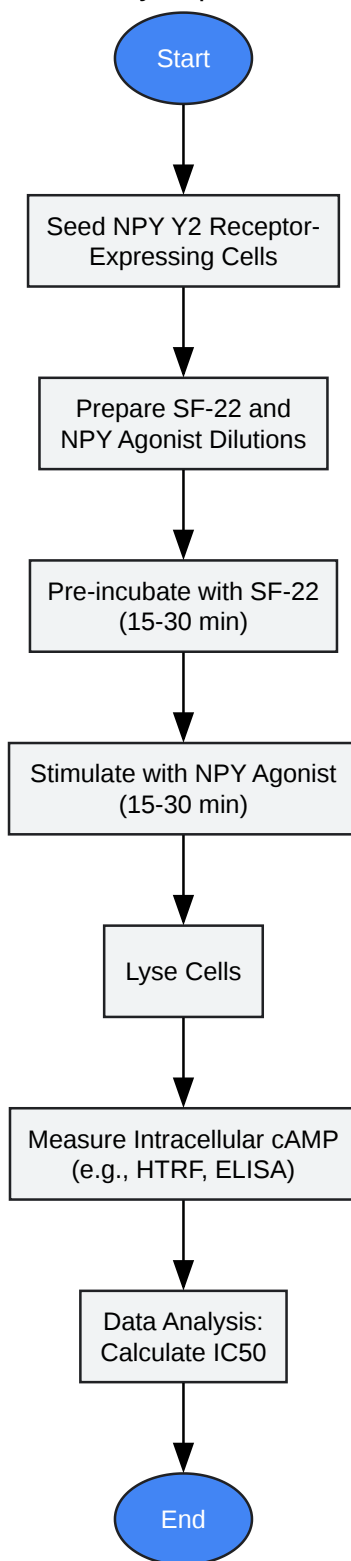 Start
Seed NPY Y2 Receptor-
Expressing Cells
Prepare SF-22 and
NPY Agonist Dilutions
Pre-incubate with SF-22
(15-30 min)
Stimulate with NPY Agonist
(15-30 min)
Lyse Cells
Measure Intracellular cAMP
(e.g., HTRF, ELISA)
Data Analysis:
Calculate IC50
End